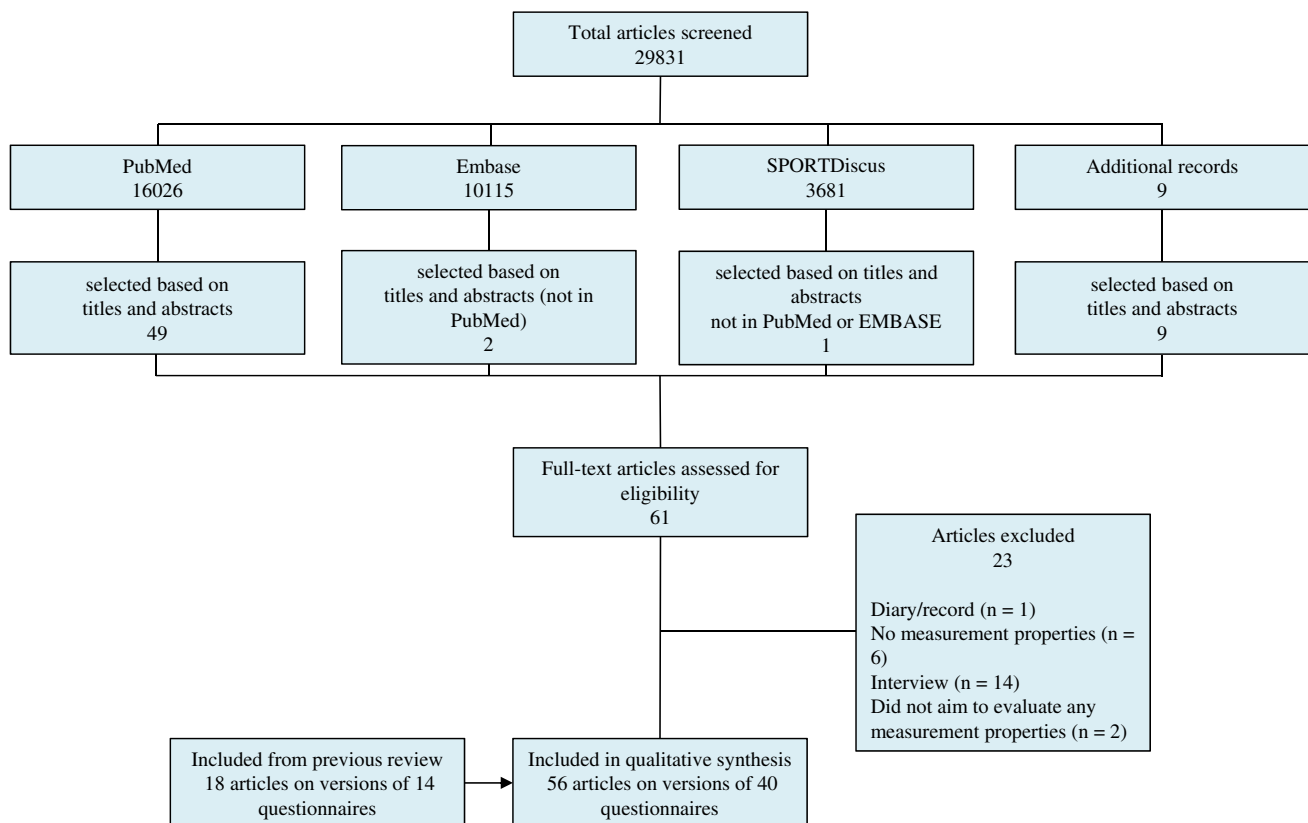 Total articles screened
29831
PubMed
16026
Embase
10115
SPORTDiscus
3681
Additional records
9
selected based on
titles and abstracts
49
selected based on
titles and abstracts (not in
PubMed)
2
selected based on titles and
abstracts
not in PubMed or EMBASE
1
selected based on
titles and abstracts
9
Full-text articles assessed for
eligibility
61
Articles excluded
23
Diary/record (n = 1)
No measurement properties (n =
6)
Interview (n = 14)
Did not aim to evaluate any
measurement properties (n = 2)
Included from previous review
18 articles on versions of 14
questionnaires
Included in qualitative synthesis
56 articles on versions of 40
questionnaires